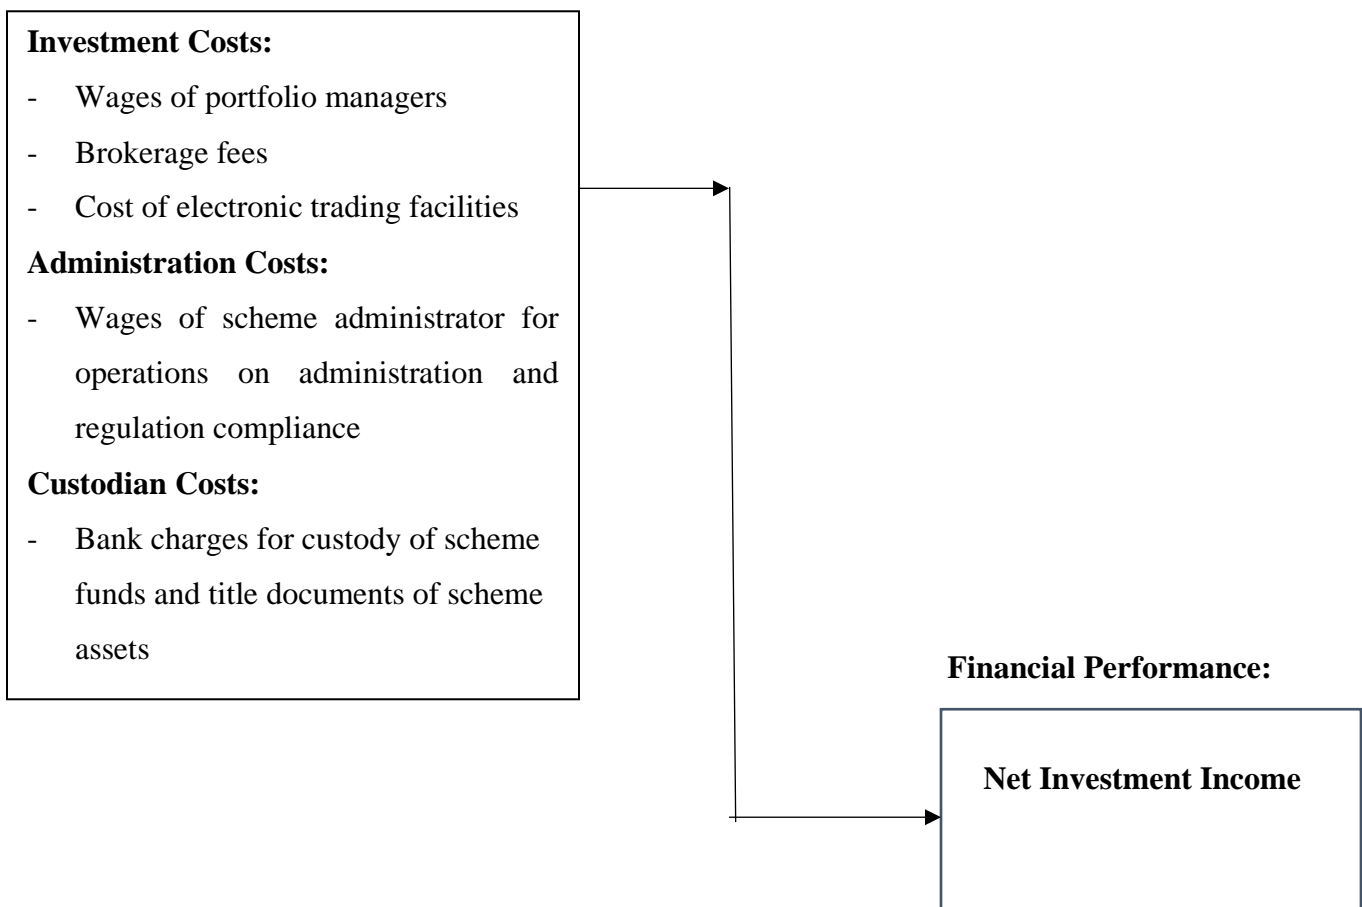 Investment Costs:
- Wages of portfolio managers
- Brokerage fees
- Cost of electronic trading facilities
Administration Costs:
- Wages of scheme administrator for
operations on administration and
regulation compliance
Custodian Costs:
- Bank charges for custody of scheme
funds and title documents of scheme
assets
Financial Performance:
Net Investment Income